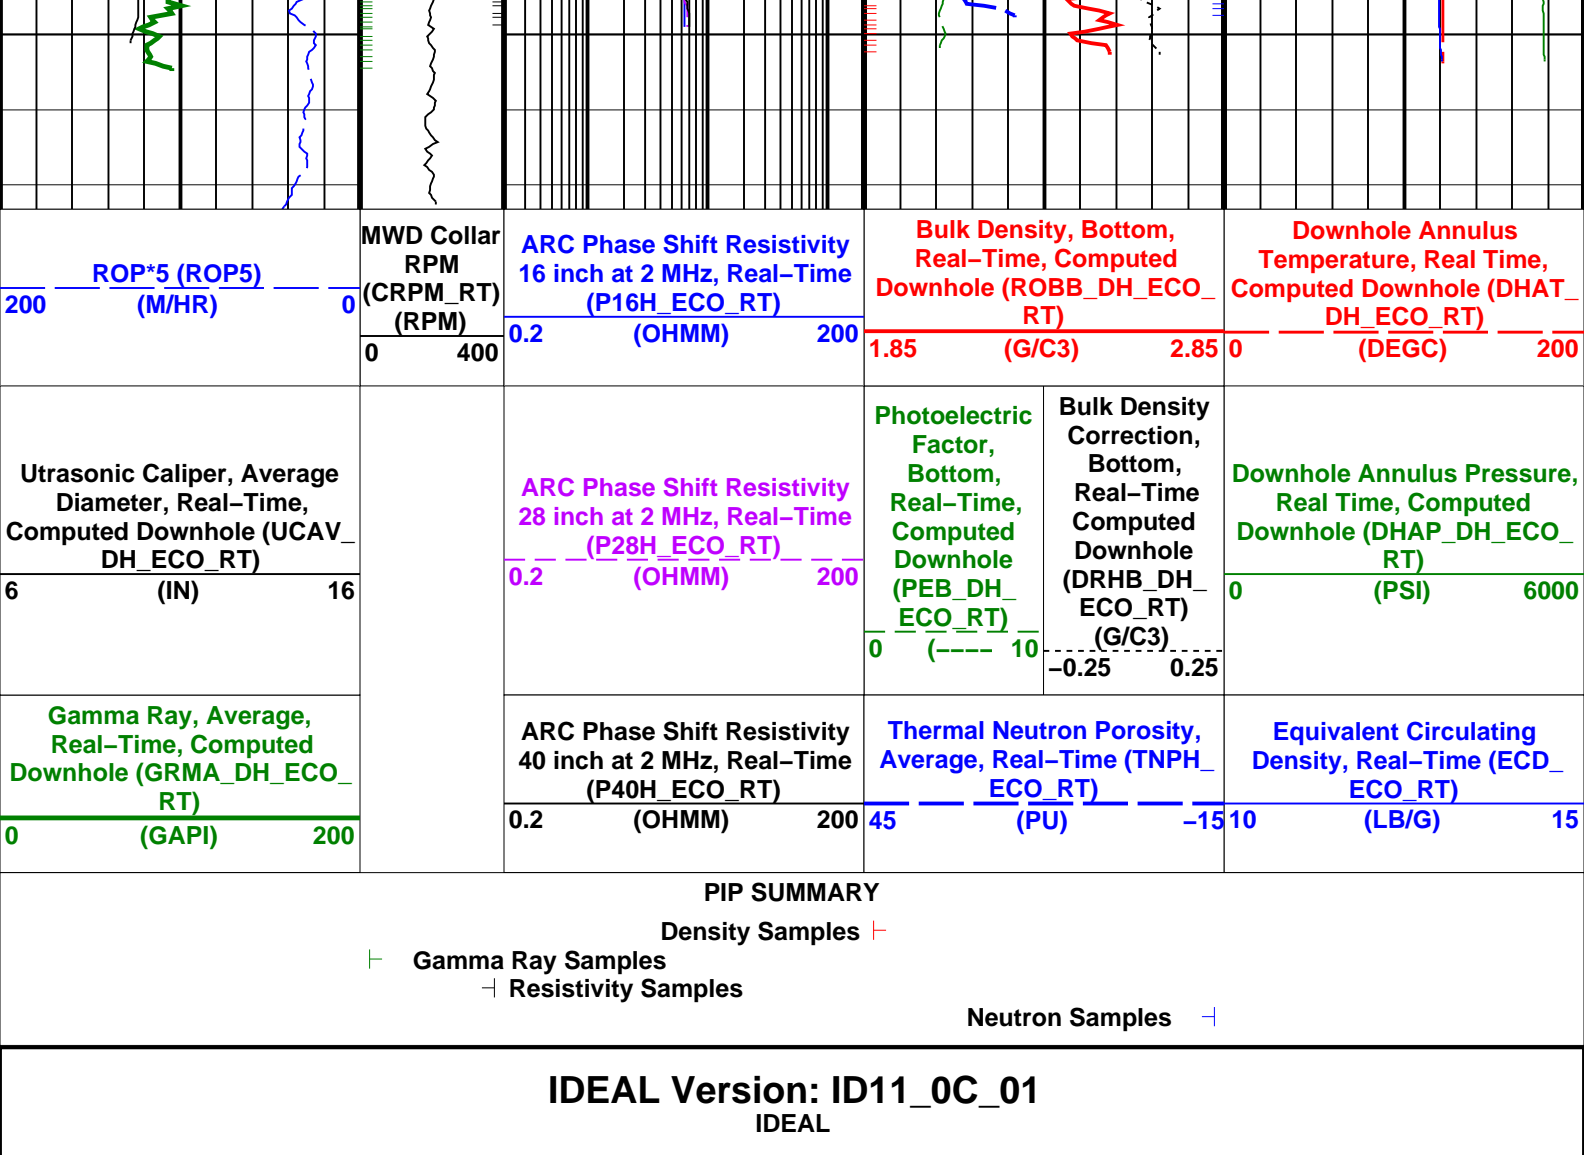 ROP*5 (ROP5)
200 (M/HR) 0
MWD Collar
RPM
(CRPM_RT)
(RPM)
0 400
ARC Phase Shift Resistivity
16 inch at 2 MHz, Real–Time
(P16H_ECO_RT)
0.2 (OHMM) 200
Bulk Density, Bottom,
Real–Time, Computed
Downhole (ROBB_DH_ECO_
RT)
1.85 (G/C3) 2.85
Downhole Annulus
Temperature, Real Time,
Computed Downhole (DHAT_
DH_ECO_RT)
0 (DEGC) 200
Utrasonic Caliper, Average
Diameter, Real–Time,
Computed Downhole (UCAV_
DH_ECO_RT)
6 (IN) 16
ARC Phase Shift Resistivity
28 inch at 2 MHz, Real–Time
(P28H_ECO_RT)
0.2 (OHMM) 200
Photoelectric
Factor,
Bottom,
Real–Time,
Computed
Downhole
(PEB_DH_
ECO_RT)
0 (–––– 10
Bulk Density
Correction,
Bottom,
Real–Time
Computed
Downhole
(DRHB_DH_
ECO_RT)
(G/C3)
–0.25 0.25
Downhole Annulus Pressure,
Real Time, Computed
Downhole (DHAP_DH_ECO_
RT)
0 (PSI) 6000
Gamma Ray, Average,
Real–Time, Computed
Downhole (GRMA_DH_ECO_
RT)
0 (GAPI) 200
ARC Phase Shift Resistivity
40 inch at 2 MHz, Real–Time
(P40H_ECO_RT)
0.2 (OHMM) 200
Thermal Neutron Porosity,
Average, Real–Time (TNPH_
ECO_RT)
45 (PU) –15
Equivalent Circulating
Density, Real–Time (ECD_
ECO_RT)
10 (LB/G) 15
PIP SUMMARY
Density Samples
Gamma Ray Samples
Resistivity Samples
Neutron Samples
IDEAL Version: ID11_0C_01
IDEAL